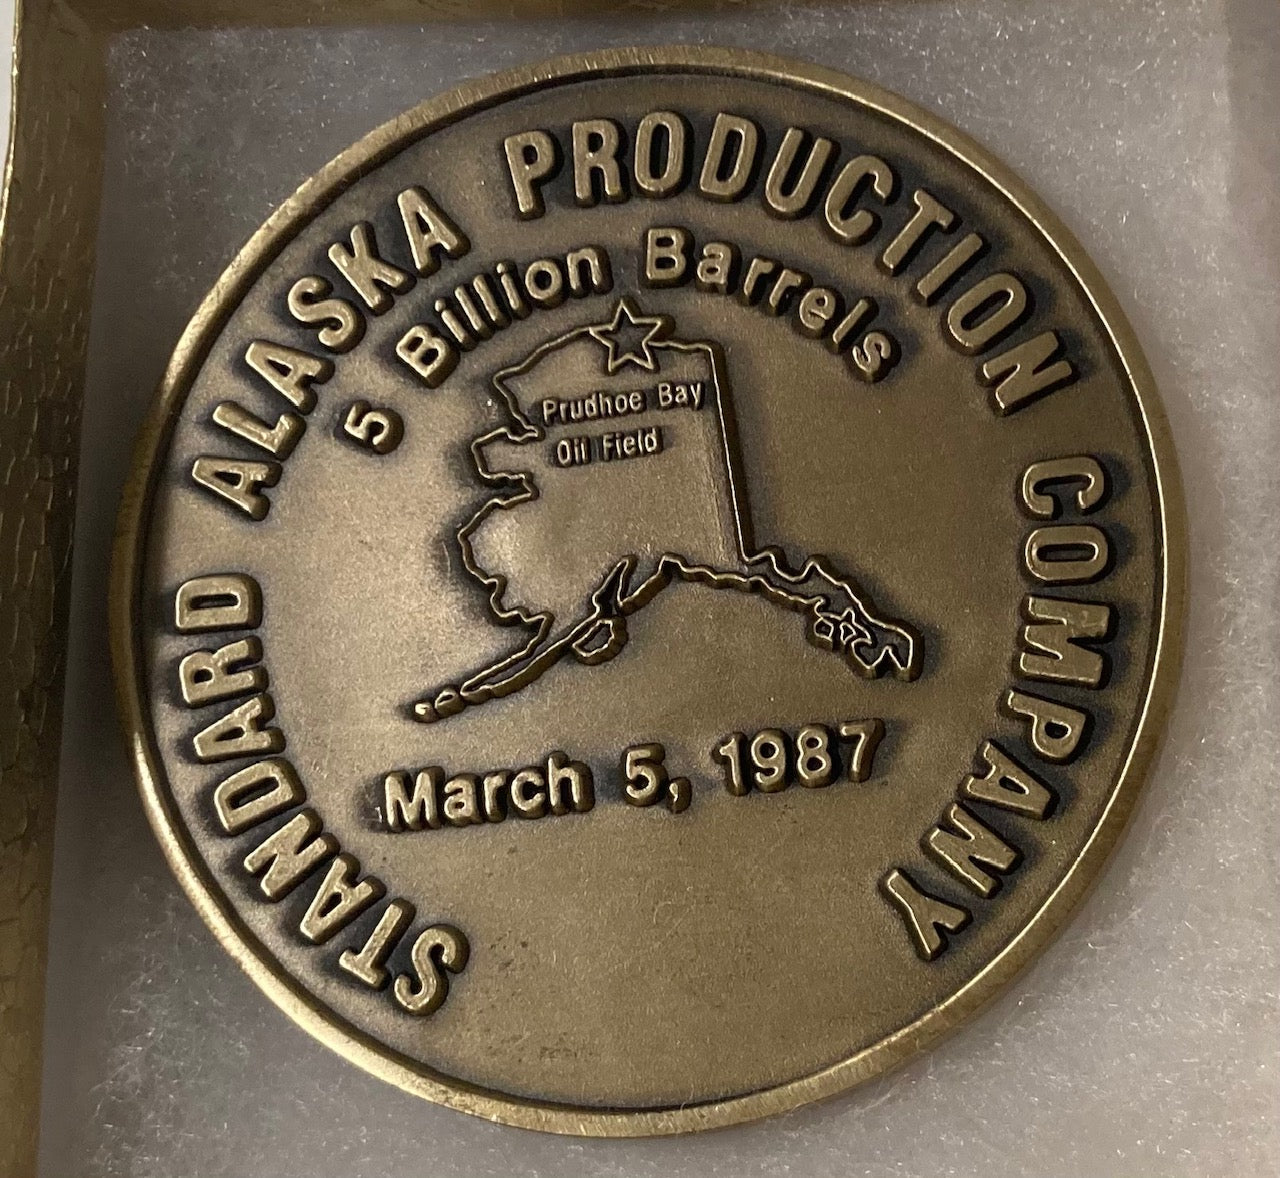 STANDARD ALASKA PRODUCTION COMPANY
5 Billion Barrels
Prudhoe Bay
Oil Field
March 5, 1987